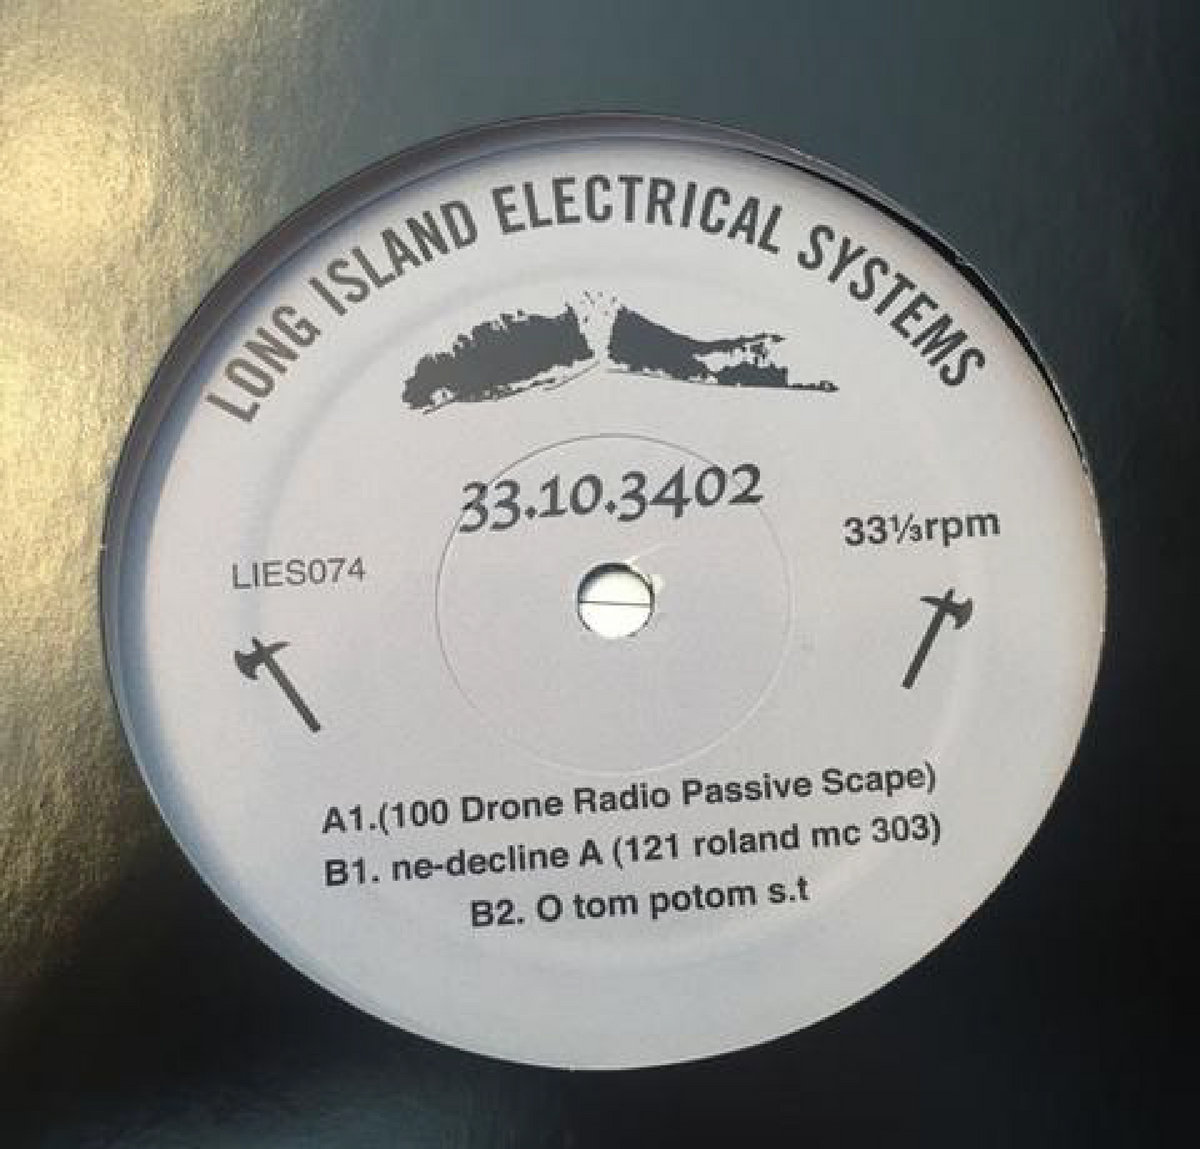 LONG ISLAND ELECTRICAL SYSTEMS
33.10.3402
33⅓rpm
LIES074
A1.(100 Drone Radio Passive Scape)
B1. ne-decline A (121 roland mc 303)
B2. O tom potom s.t